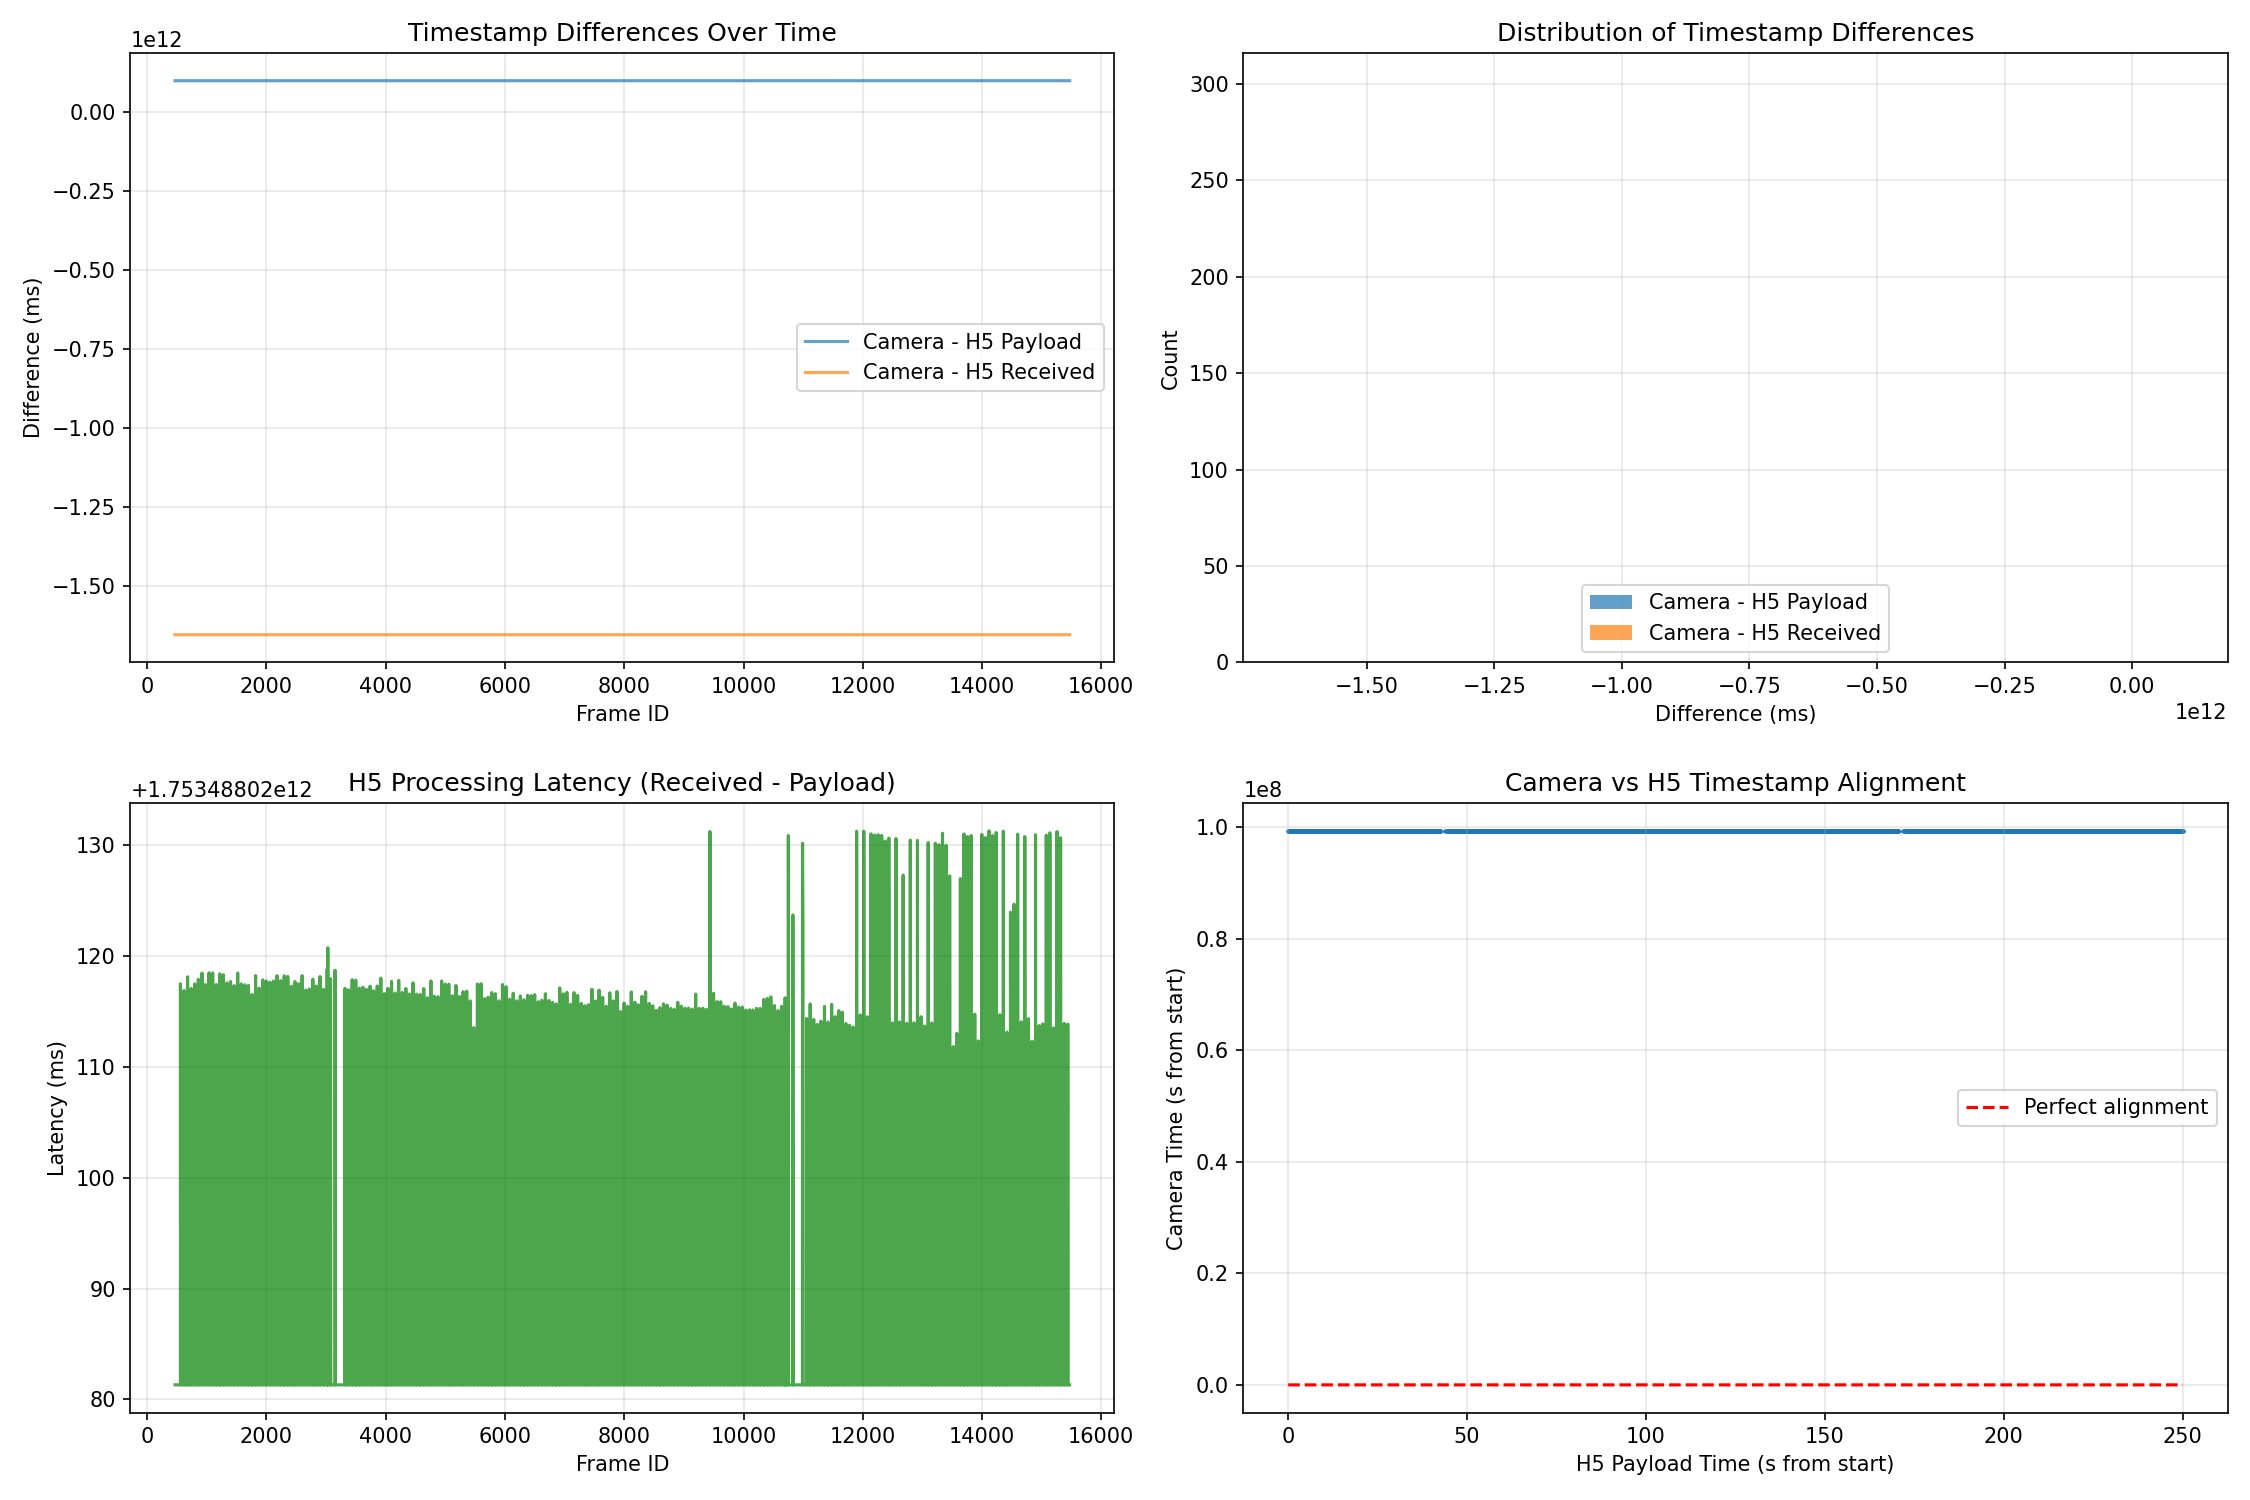 Timestamp Differences Over Time
1e12
0.00
−0.25
−0.50
−0.75
−1.00
−1.25
−1.50
Difference (ms)
Camera - H5 Payload
Camera - H5 Received
0 2000 4000 6000 8000 10000 12000 14000 16000
Frame ID
Distribution of Timestamp Differences
300
250
200
150
100
50
0
Count
Camera - H5 Payload
Camera - H5 Received
−1.50 −1.25 −1.00 −0.75 −0.50 −0.25 0.00
Difference (ms)
1e12
H5 Processing Latency (Received - Payload)
+1.75348802e12
130
120
110
100
90
80
Latency (ms)
0 2000 4000 6000 8000 10000 12000 14000 16000
Frame ID
Camera vs H5 Timestamp Alignment
1e8
1.0
0.8
0.6
0.4
0.2
0.0
Camera Time (s from start)
Perfect alignment
0 50 100 150 200 250
H5 Payload Time (s from start)